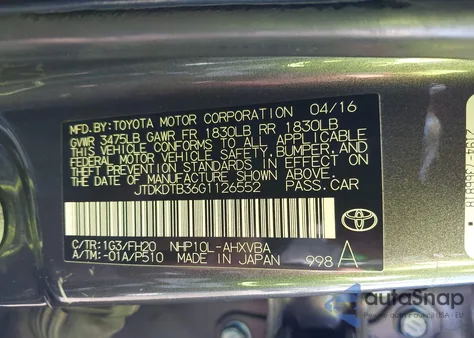 MFD.BY:TOYOTA MOTOR CORPORATION 04/16
GVWR 3475LB GAWR FR 1830LB RR 1830LB
THIS VEHICLE CONFORMS TO ALL APPLICABLE
FEDERAL MOTOR VEHICLE SAFETY,BUMPER,AND
THEFT PREVENTION STANDARDS IN EFFECT ON
THE DATE OF MANUFACTURE SHOWN ABOVE.
JTDKDTB36G1126552 PASS.CAR
C/TR:1G3/FH20 NHP10L-AHXVBA
A/TM:-01A/P510 MADE IN JAPAN 998 A
autoSnap